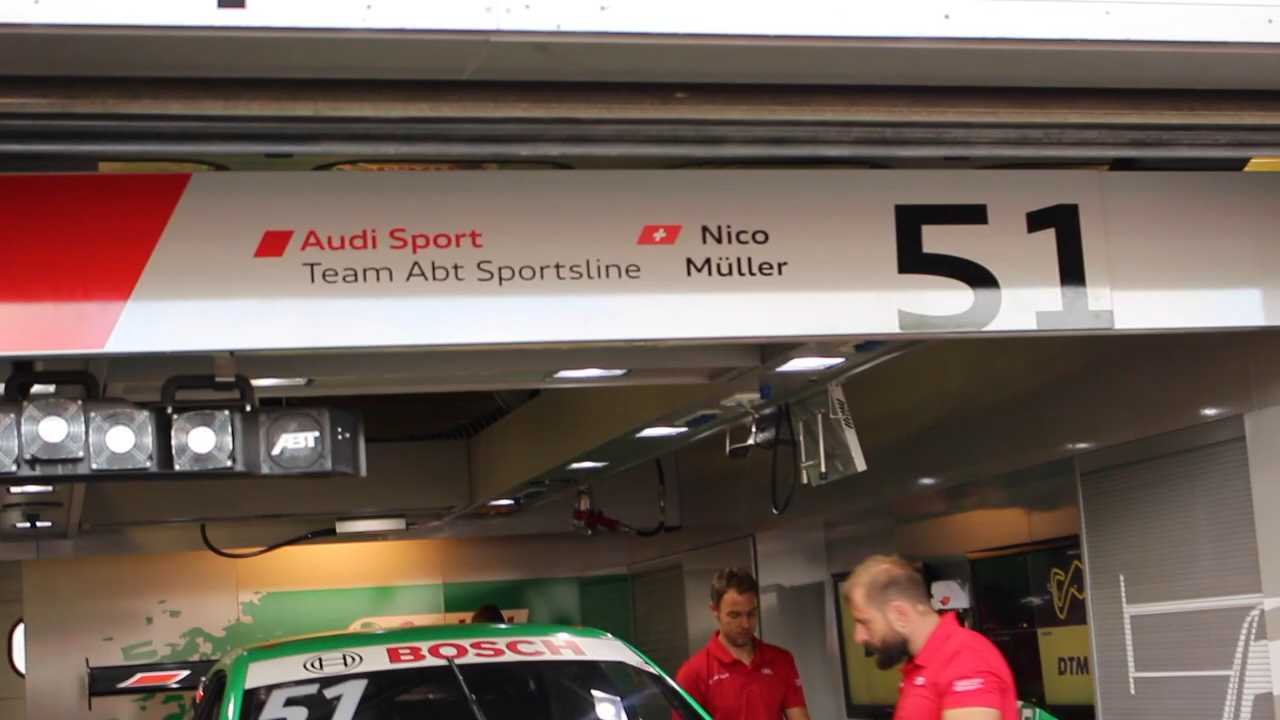 Audi Sport
Team Abt Sportsline
Nico
Müller
51
ABT
BOSCH
51
DTM